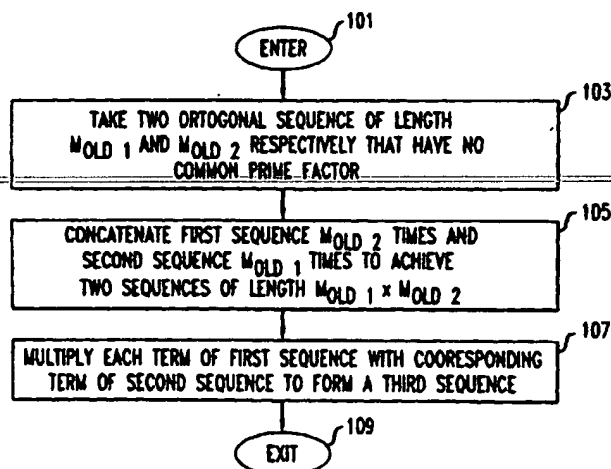 101
ENTER
103
TAKE TWO ORTOGONAL SEQUENCE OF LENGTH
MOLD 1 AND MOLD 2 RESPECTIVELY THAT HAVE NO
COMMON PRIME FACTOR
105
CONCATENATE FIRST SEQUENCE MOLD 2 TIMES AND
SECOND SEQUENCE MOLD 1 TIMES TO ACHIEVE
TWO SEQUENCES OF LENGTH MOLD 1 x MOLD 2
107
MULTIPLY EACH TERM OF FIRST SEQUENCE WITH COORESPONDING
TERM OF SECOND SEQUENCE TO FORM A THIRD SEQUENCE
109
EXIT